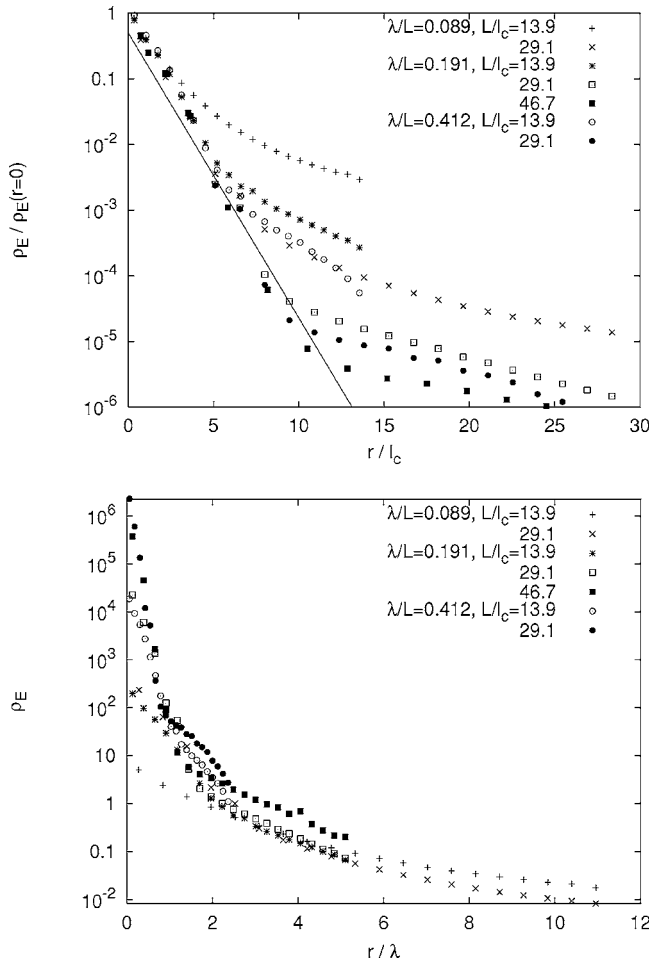 ρ_E / ρ_E(r=0)
1
0.1
10^-2
10^-3
10^-4
10^-5
10^-6
λ/L=0.089, L/l_c=13.9
29.1
λ/L=0.191, L/l_c=13.9
29.1
46.7
λ/L=0.412, L/l_c=13.9
29.1
0 5 10 15 20 25 30
r / l_c
ρ_E
10^6
10^5
10^4
10^3
10^2
10
1
0.1
10^-2
λ/L=0.089, L/l_c=13.9
29.1
λ/L=0.191, L/l_c=13.9
29.1
46.7
λ/L=0.412, L/l_c=13.9
29.1
0 2 4 6 8 10 12
r / λ